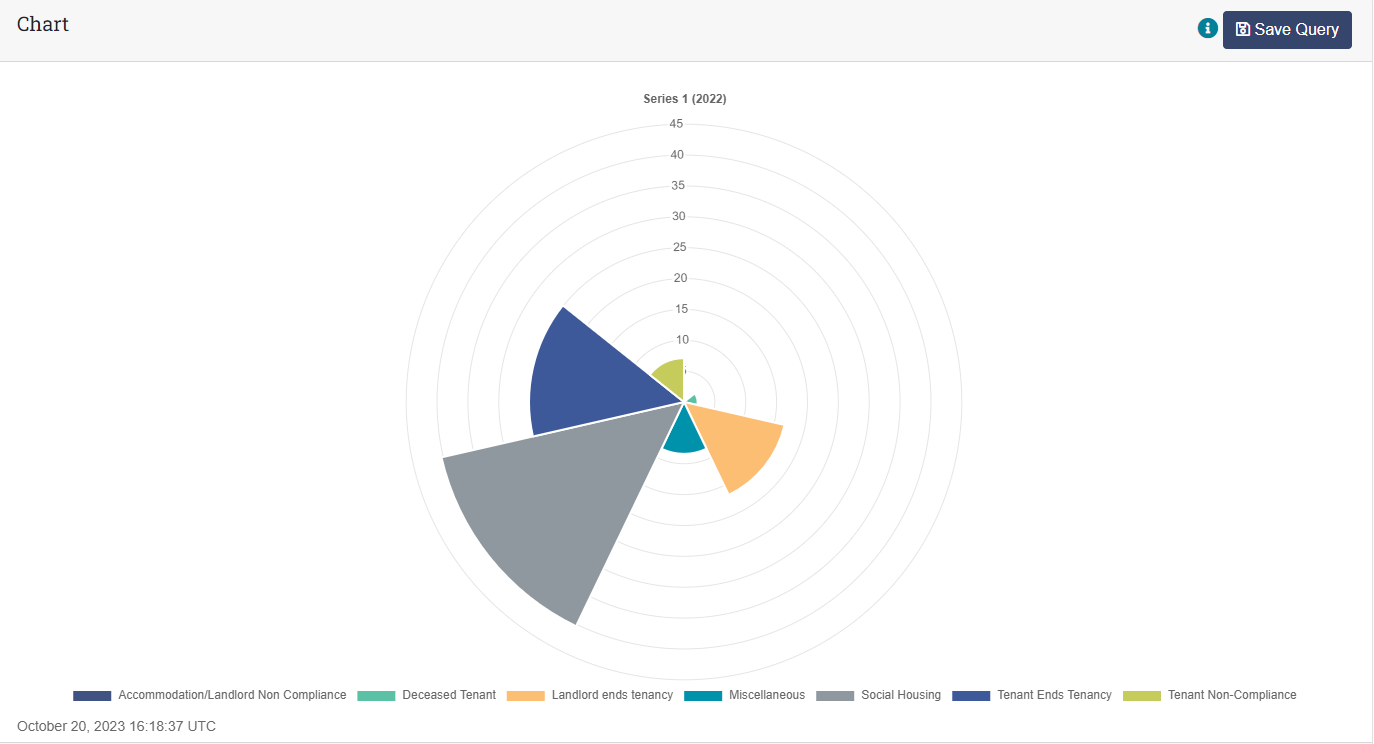 Chart
Save Query
Series 1 (2022)
45
40
35
30
25
20
15
10
Accommodation/Landlord Non Compliance Deceased Tenant Landlord ends tenancy Miscellaneous Social Housing Tenant Ends Tenancy Tenant Non-Compliance
October 20, 2023 16:18:37 UTC